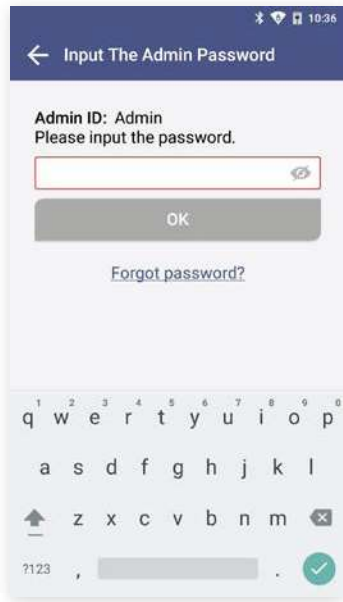 10:36
Input The Admin Password
Admin ID: Admin
Please input the password.
OK
Forgot password?
1 2 3 4 5 6 7 8 9 0
q w e r t y u i o p
a s d f g h j k l
z x c v b n m
?123 , .